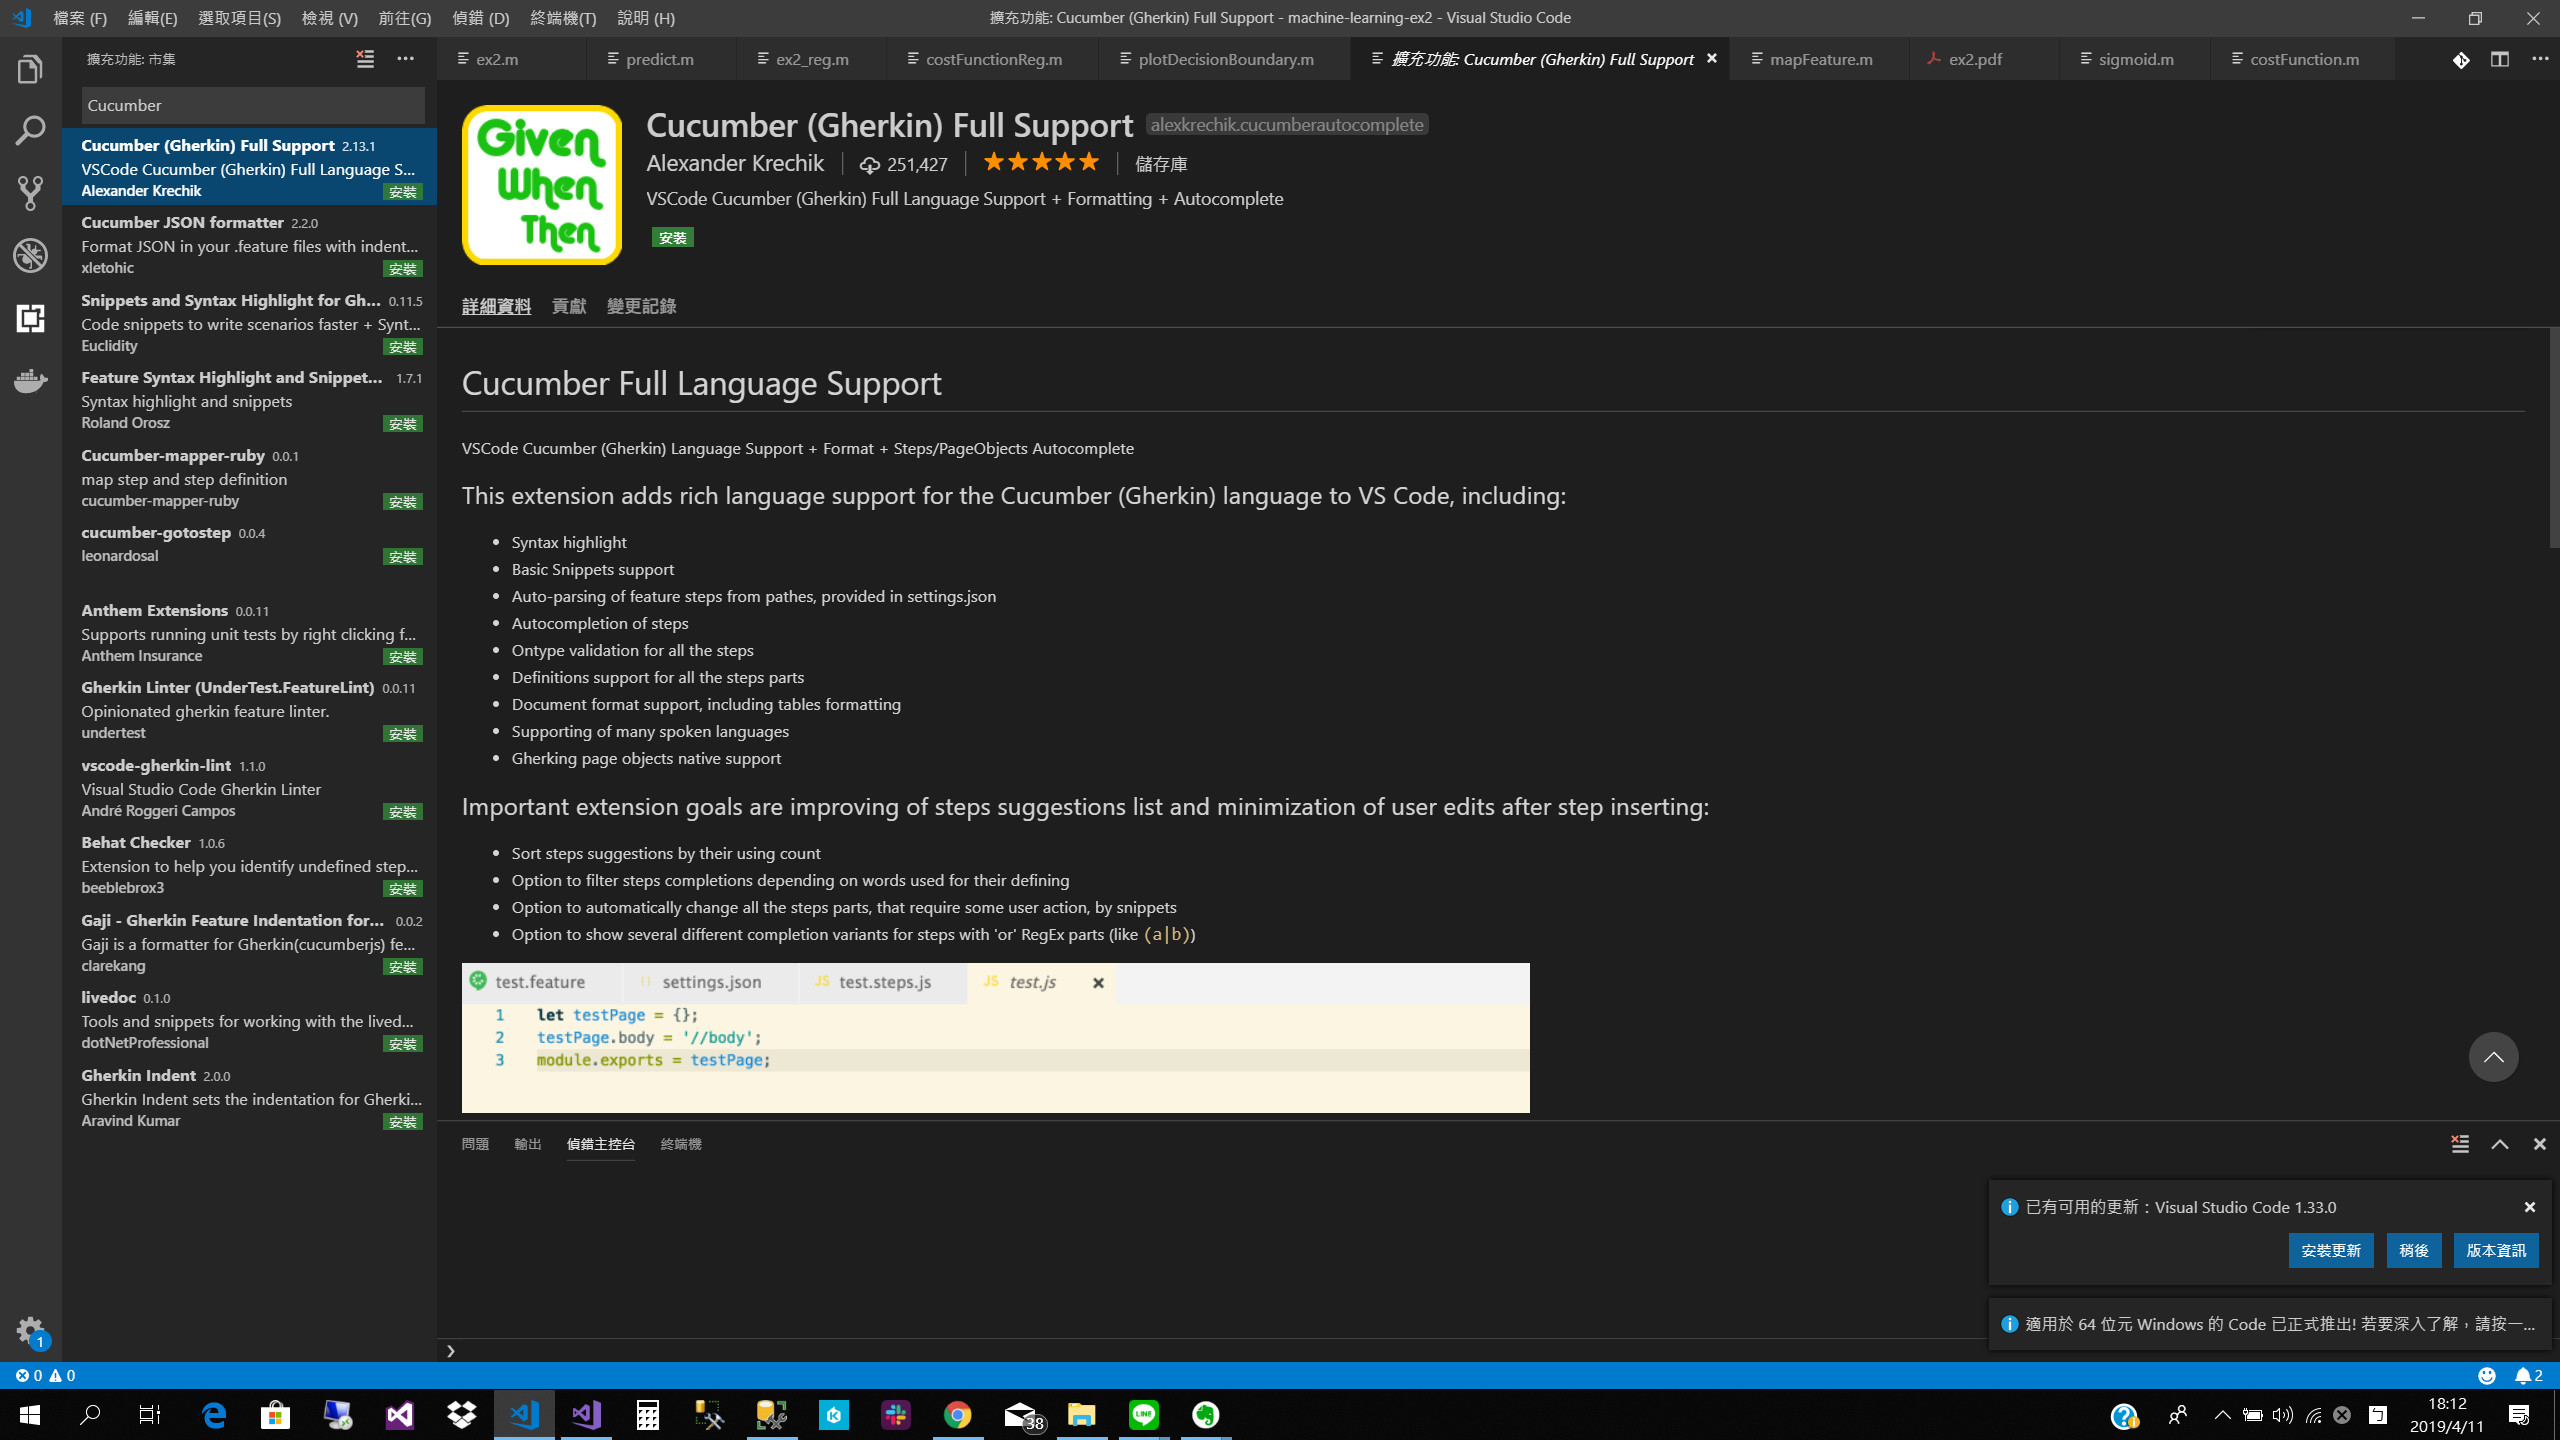 檔案 (F) 編輯(E) 選取項目(S) 檢視 (V) 前往(G) 偵錯 (D) 終端機(T) 說明 (H)
擴充功能: Cucumber (Gherkin) Full Support - machine-learning-ex2 - Visual Studio Code
擴充功能: 市集
ex2.m predict.m ex2_reg.m costFunctionReg.m plotDecisionBoundary.m 擴充功能: Cucumber (Gherkin) Full Support mapFeature.m ex2.pdf sigmoid.m costFunction.m
Cucumber
Cucumber (Gherkin) Full Support 2.13.1
VSCode Cucumber (Gherkin) Full Language S...
Alexander Krechik 安裝
Cucumber JSON formatter 2.2.0
Format JSON in your .feature files with indent...
xletohic 安裝
Snippets and Syntax Highlight for Gh... 0.11.5
Code snippets to write scenarios faster + Synt...
Euclidity 安裝
Feature Syntax Highlight and Snippet... 1.7.1
Syntax highlight and snippets
Roland Orosz 安裝
Cucumber-mapper-ruby 0.0.1
map step and step definition
cucumber-mapper-ruby 安裝
cucumber-gotostep 0.0.4
leonardosal 安裝
Anthem Extensions 0.0.11
Supports running unit tests by right clicking f...
Anthem Insurance 安裝
Gherkin Linter (UnderTest.FeatureLint) 0.0.11
Opinionated gherkin feature linter.
undertest 安裝
vscode-gherkin-lint 1.1.0
Visual Studio Code Gherkin Linter
André Roggeri Campos 安裝
Behat Checker 1.0.6
Extension to help you identify undefined step...
beeblebrox3 安裝
Gaji - Gherkin Feature Indentation for... 0.0.2
Gaji is a formatter for Gherkin(cucumberjs) fe...
clarekang 安裝
livedoc 0.1.0
Tools and snippets for working with the lived...
dotNetProfessional 安裝
Gherkin Indent 2.0.0
Gherkin Indent sets the indentation for Gherki...
Aravind Kumar 安裝
Given
When
Then
Cucumber (Gherkin) Full Support alexkrechik.cucumberautocomplete
Alexander Krechik 251,427 儲存庫
VSCode Cucumber (Gherkin) Full Language Support + Formatting + Autocomplete
安裝
詳細資料 貢獻 變更記錄
Cucumber Full Language Support
VSCode Cucumber (Gherkin) Language Support + Format + Steps/PageObjects Autocomplete
This extension adds rich language support for the Cucumber (Gherkin) language to VS Code, including:
• Syntax highlight
• Basic Snippets support
• Auto-parsing of feature steps from pathes, provided in settings.json
• Autocompletion of steps
• Ontype validation for all the steps
• Definitions support for all the steps parts
• Document format support, including tables formatting
• Supporting of many spoken languages
• Gherking page objects native support
Important extension goals are improving of steps suggestions list and minimization of user edits after step inserting:
• Sort steps suggestions by their using count
• Option to filter steps completions depending on words used for their defining
• Option to automatically change all the steps parts, that require some user action, by snippets
• Option to show several different completion variants for steps with 'or' RegEx parts (like (a|b))
test.feature {} settings.json JS test.steps.js JS test.js
1 let testPage = {};
2 testPage.body = '//body';
3 module.exports = testPage;
問題 輸出 偵錯主控台 終端機
已有可用的更新：Visual Studio Code 1.33.0
安裝更新 稍後 版本資訊
適用於 64 位元 Windows 的 Code 已正式推出! 若要深入了解，請按一...
1
0 0
2
38
LINE
18:12
2019/4/11